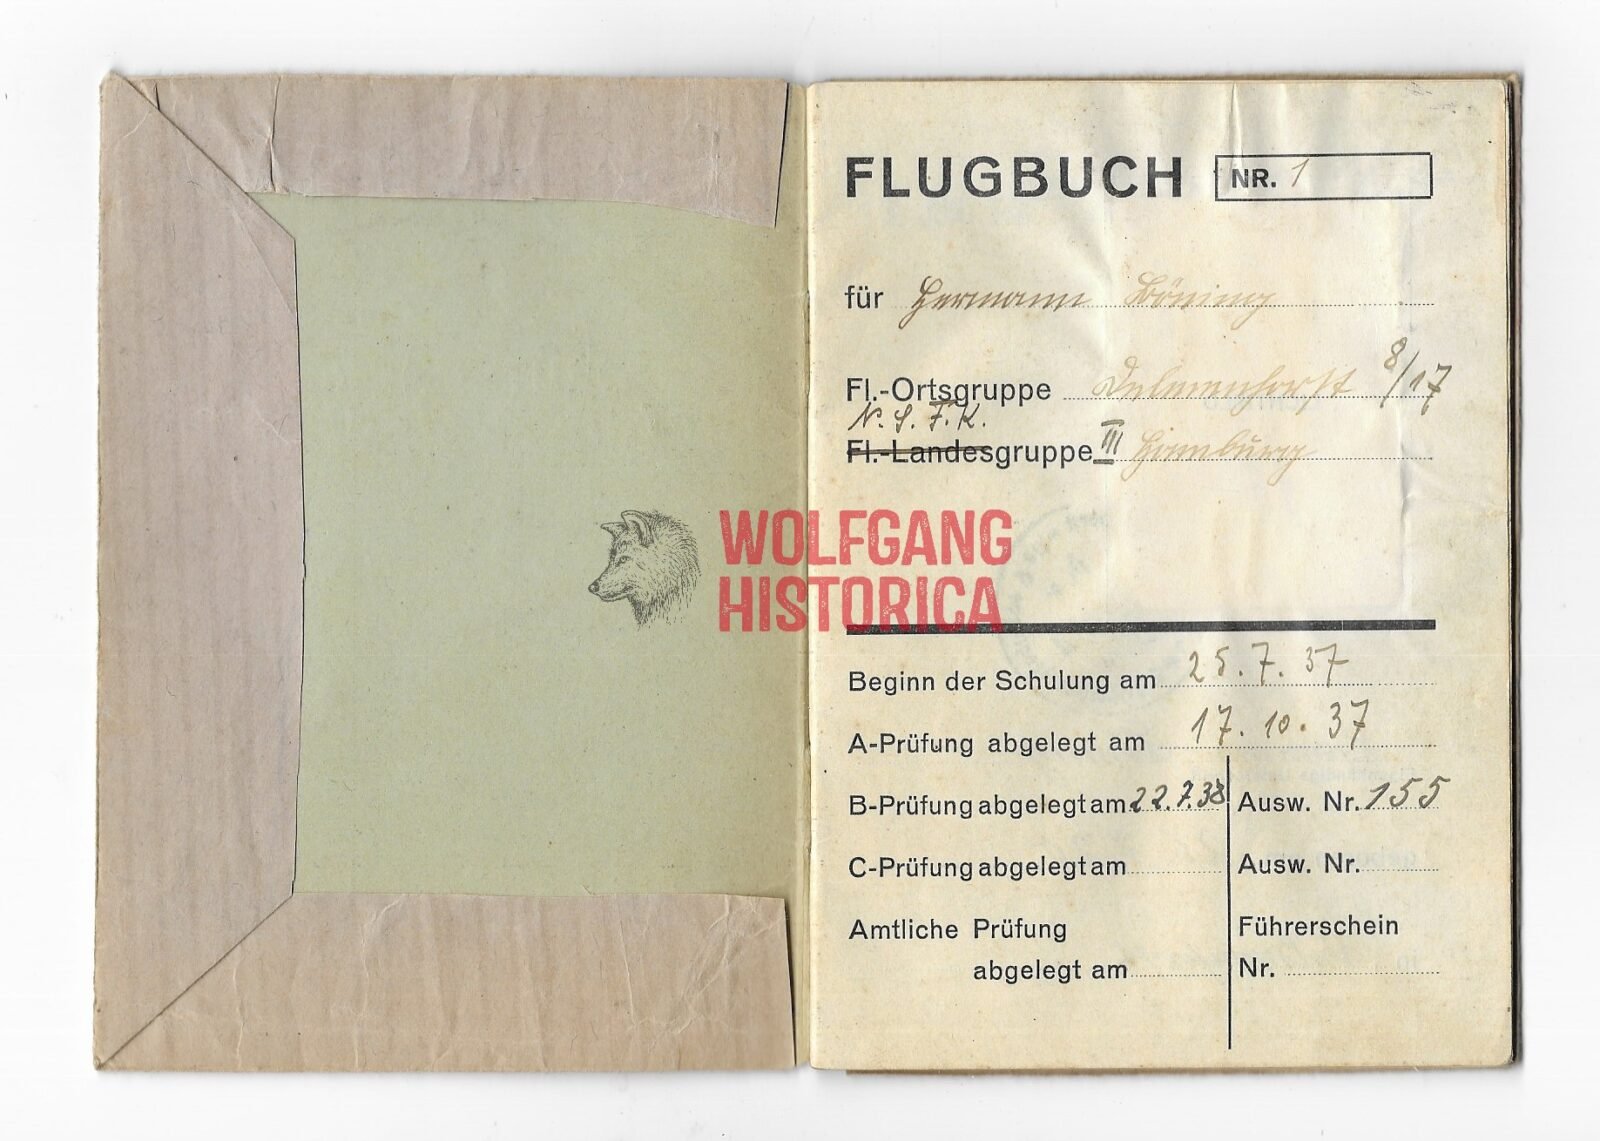 FLUGBUCH NR. 1
für Hermann Böning
Fl.-Ortsgruppe Delmenhorst 8/17
N. S. F. K.
Fl.-Landesgruppe III Hamburg
WOLFGANG
HISTORICA
Beginn der Schulung am 25.7.37
A-Prüfung abgelegt am 17.10.37
B-Prüfung abgelegt am 22.7.38 Ausw. Nr. 155
C-Prüfung abgelegt am Ausw. Nr.
Amtliche Prüfung Führerschein
abgelegt am Nr.